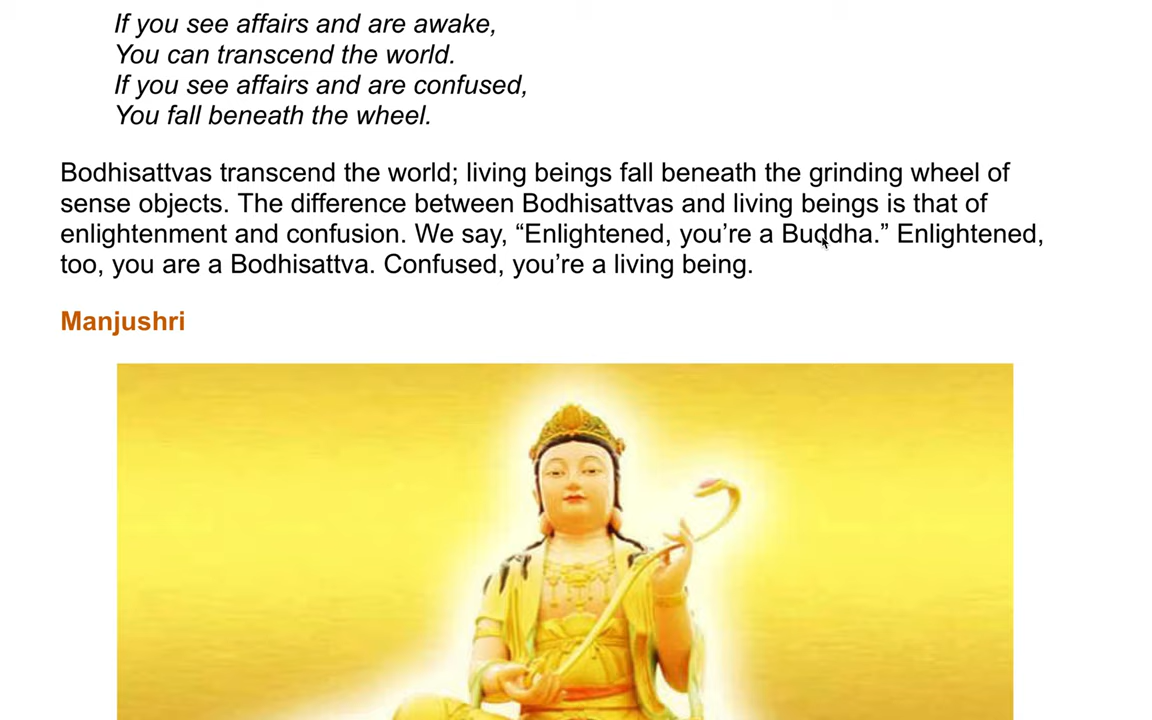 If you see affairs and are awake,
You can transcend the world.
If you see affairs and are confused,
You fall beneath the wheel.
Bodhisattvas transcend the world; living beings fall beneath the grinding wheel of
sense objects. The difference between Bodhisattvas and living beings is that of
enlightenment and confusion. We say, “Enlightened, you’re a Buddha.” Enlightened,
too, you are a Bodhisattva. Confused, you’re a living being.
Manjushri